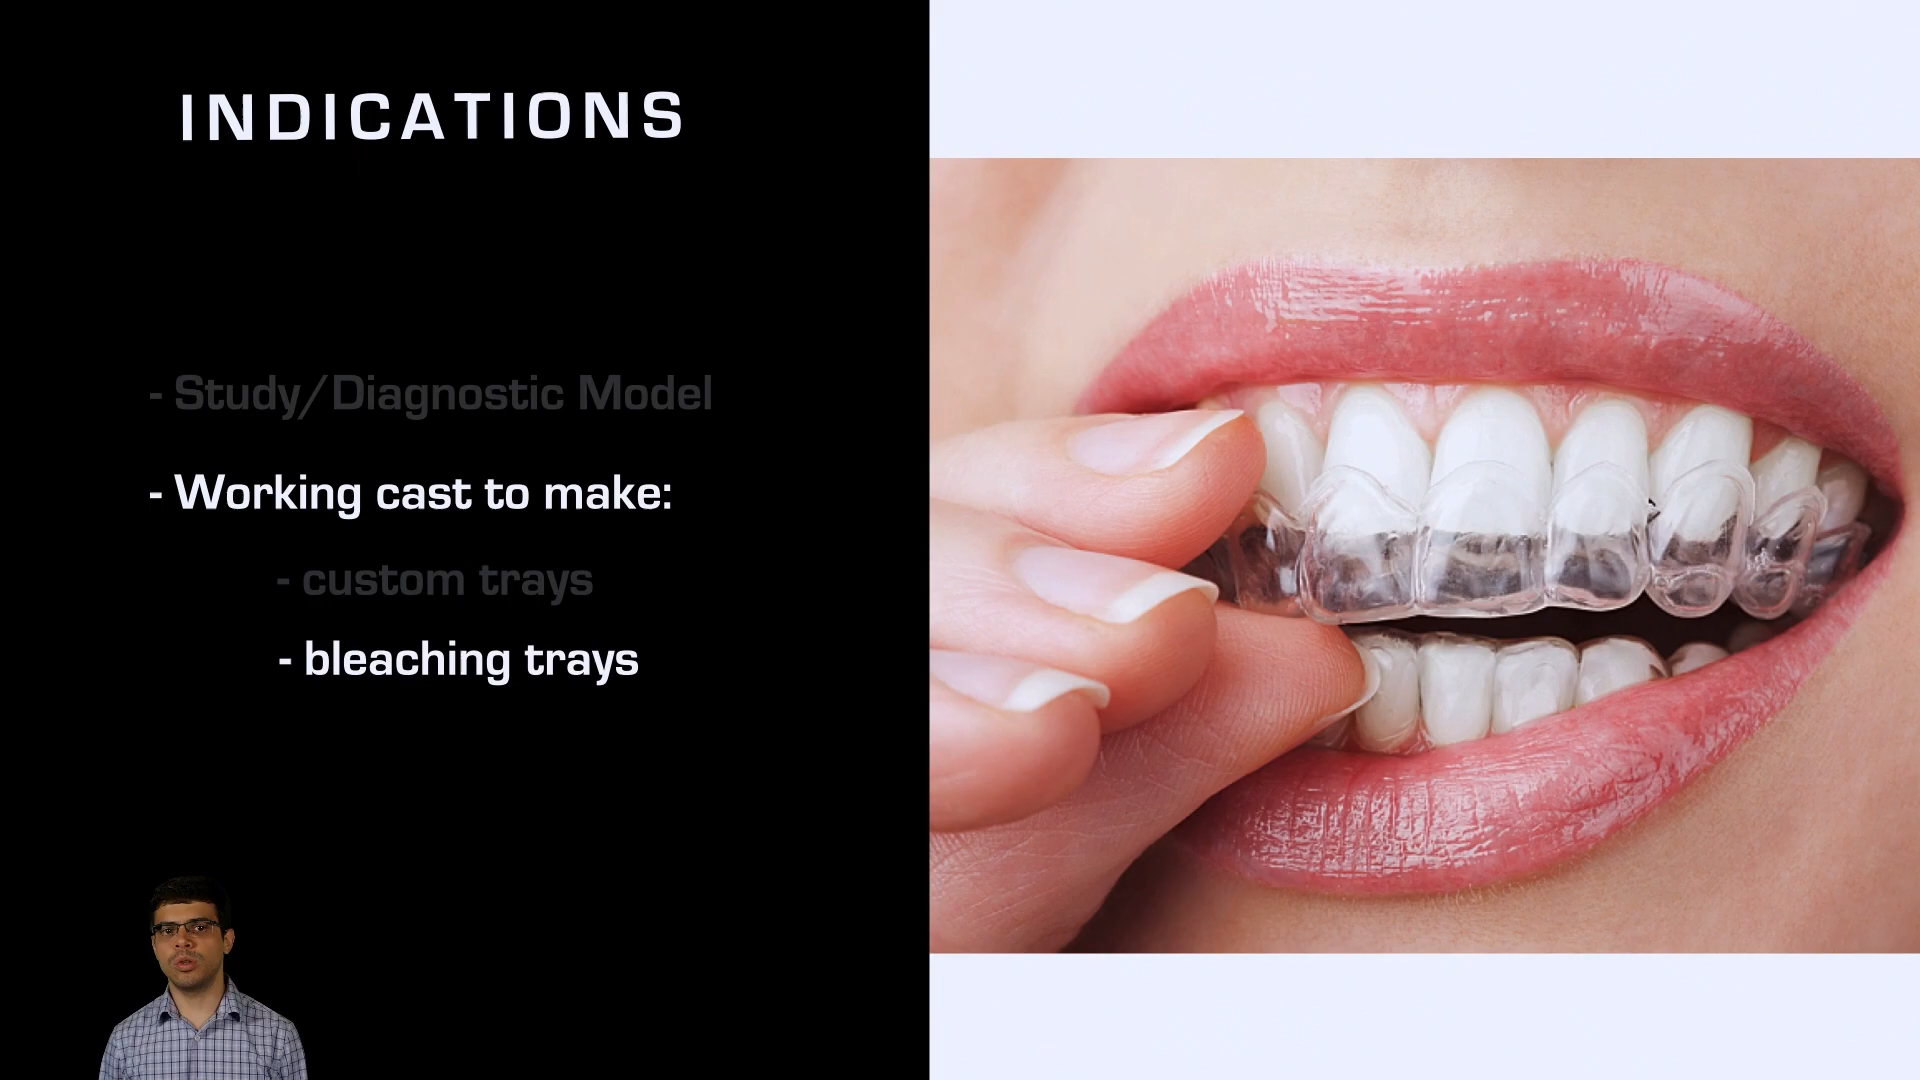 INDICATIONS
- Study/Diagnostic Model
- Working cast to make:
- custom trays
- bleaching trays